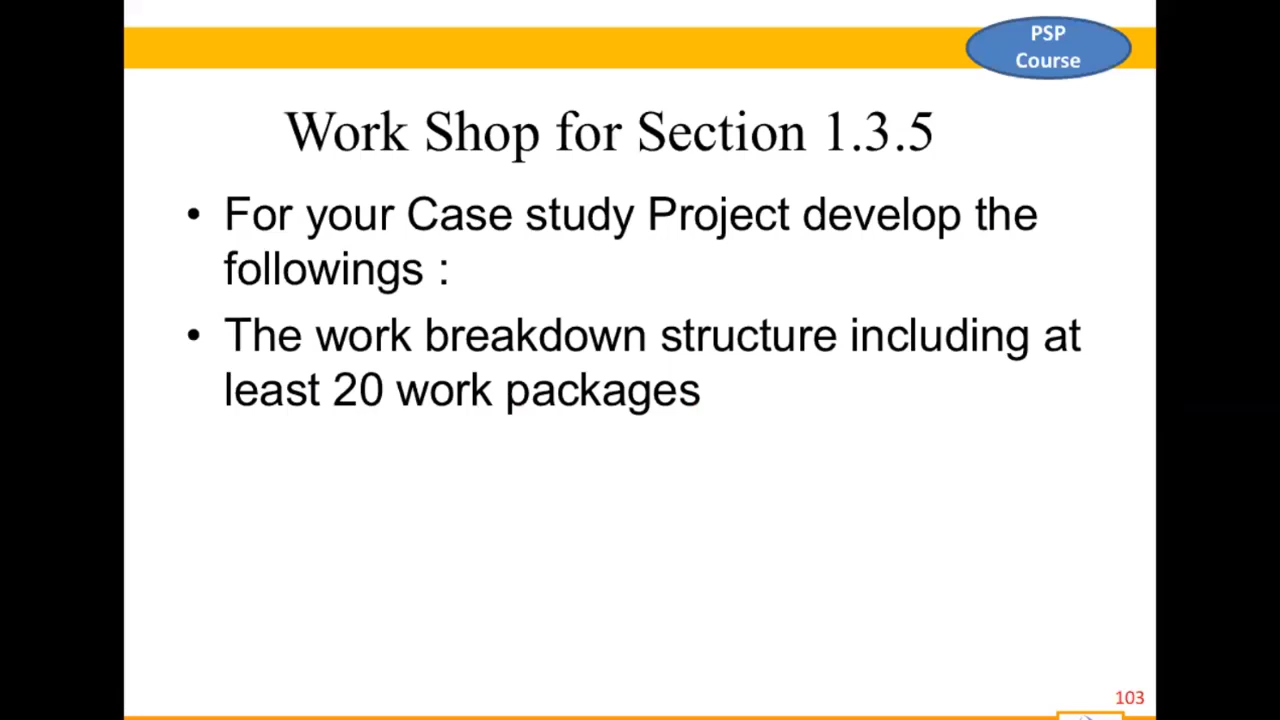 PSP
Course
Work Shop for Section 1.3.5
• For your Case study Project develop the
followings :
• The work breakdown structure including at
least 20 work packages
103